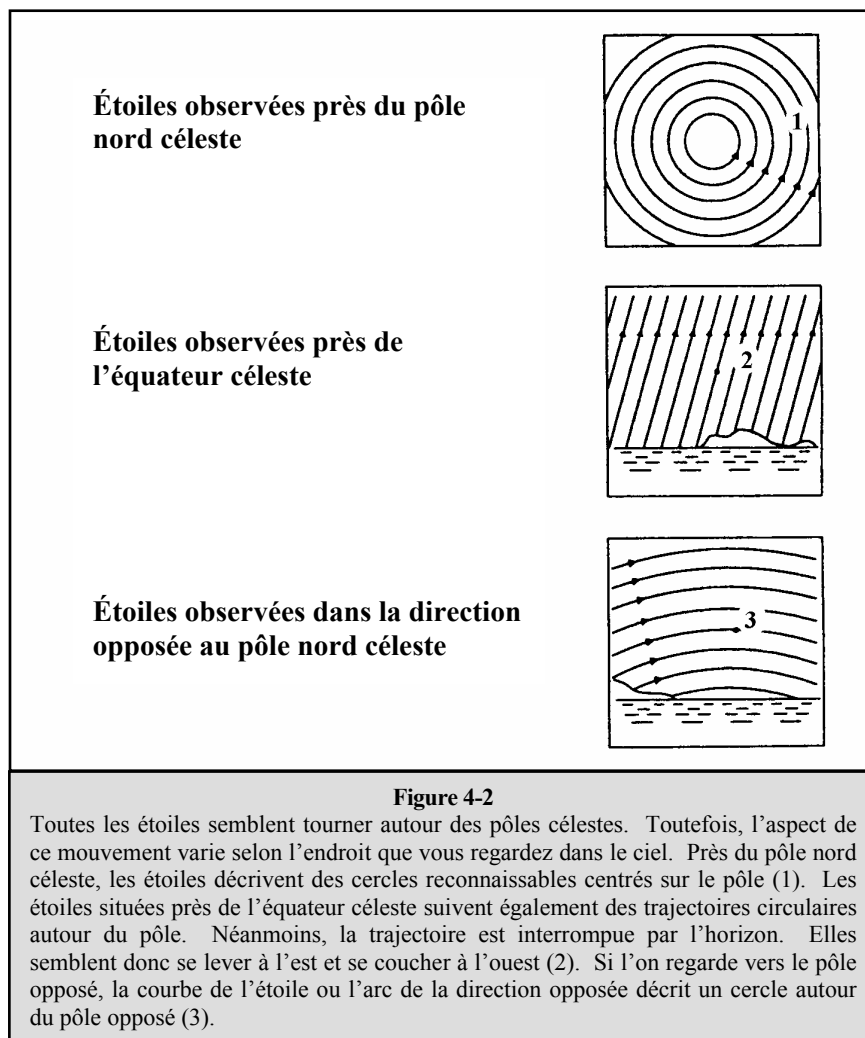 Étoiles observées près du pôle
nord céleste
1
Étoiles observées près de
l’équateur céleste
2
Étoiles observées dans la direction
opposée au pôle nord céleste
3
Figure 4-2
Toutes les étoiles semblent tourner autour des pôles célestes. Toutefois, l’aspect de
ce mouvement varie selon l’endroit que vous regardez dans le ciel. Près du pôle nord
céleste, les étoiles décrivent des cercles reconnaissables centrés sur le pôle (1). Les
étoiles situées près de l’équateur céleste suivent également des trajectoires circulaires
autour du pôle. Néanmoins, la trajectoire est interrompue par l’horizon. Elles
semblent donc se lever à l’est et se coucher à l’ouest (2). Si l’on regarde vers le pôle
opposé, la courbe de l’étoile ou l’arc de la direction opposée décrit un cercle autour
du pôle opposé (3).